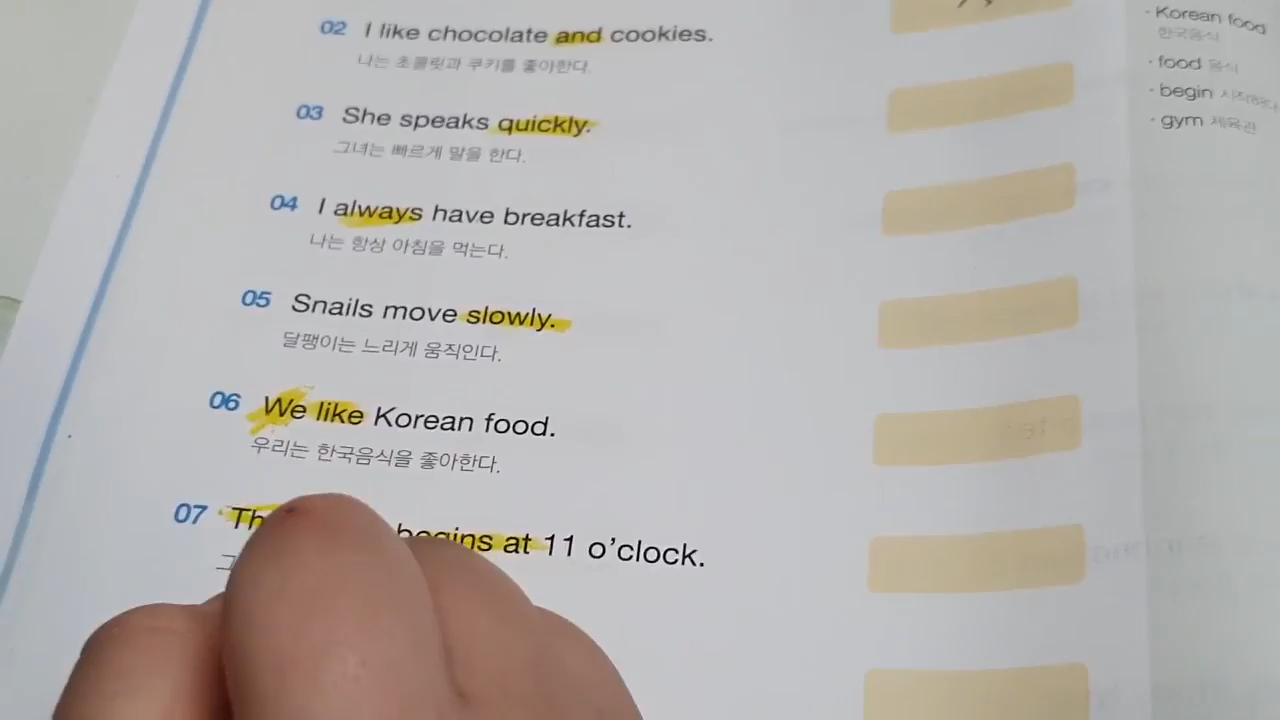 02 I like chocolate and cookies.
나는 초콜릿과 쿠키를 좋아한다.
03 She speaks quickly.
그녀는 빠르게 말을 한다.
04 I always have breakfast.
나는 항상 아침을 먹는다.
05 Snails move slowly.
달팽이는 느리게 움직인다.
06 We like Korean food.
우리는 한국음식을 좋아한다.
07 begins at 11 o'clock.
· Korean food
한국음식
· food 음식
· begin 시작하다
· gym 체육관